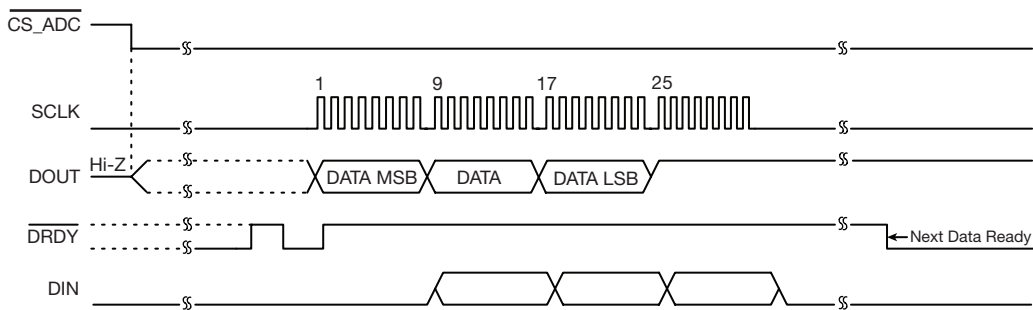 CS_ADC
1 9 17 25
SCLK
Hi-Z
DOUT DATA MSB DATA DATA LSB
DRDY Next Data Ready
DIN